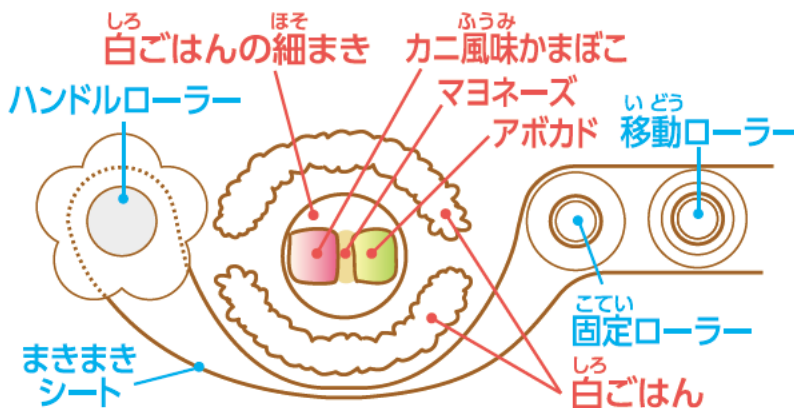 しろ ほそ
白ごはんの細まき
ふうみ
カニ風味かまぼこ
マヨネーズ
アボカド
ハンドルローラー
いどう
移動ローラー
こてい
固定ローラー
まきまき
シート
しろ
白ごはん